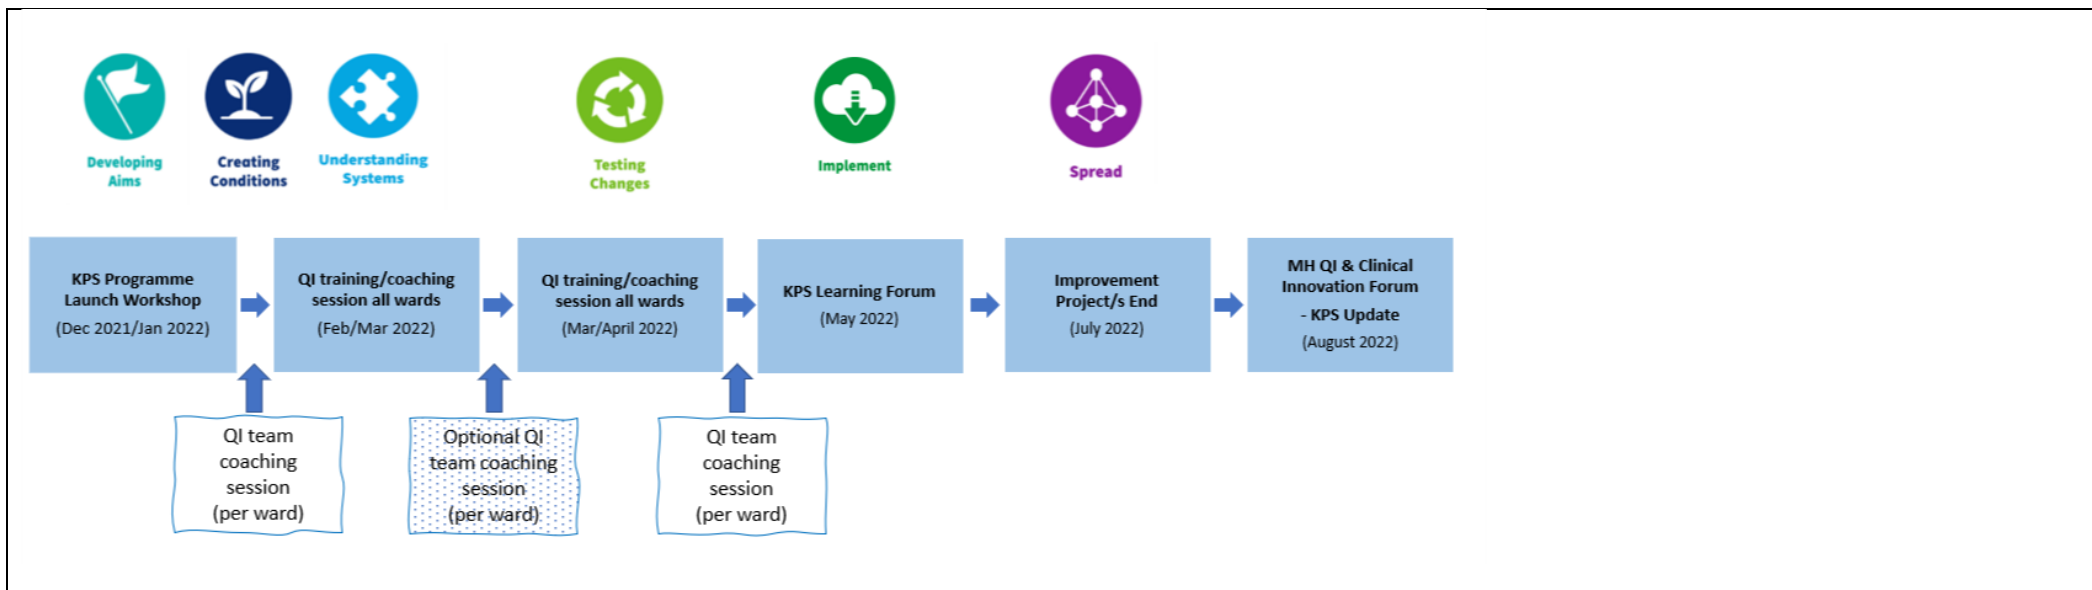 Developing
Aims
Creating
Conditions
Understanding
Systems
Testing
Changes
Implement
Spread
KPS Programme
Launch Workshop
(Dec 2021/Jan 2022)
QI training/coaching
session all wards
(Feb/Mar 2022)
QI training/coaching
session all wards
(Mar/April 2022)
KPS Learning Forum
(May 2022)
Improvement
Project/s End
(July 2022)
MH QI & Clinical
Innovation Forum
- KPS Update
(August 2022)
QI team
coaching
session
(per ward)
Optional QI
team coaching
session
(per ward)
QI team
coaching
session
(per ward)